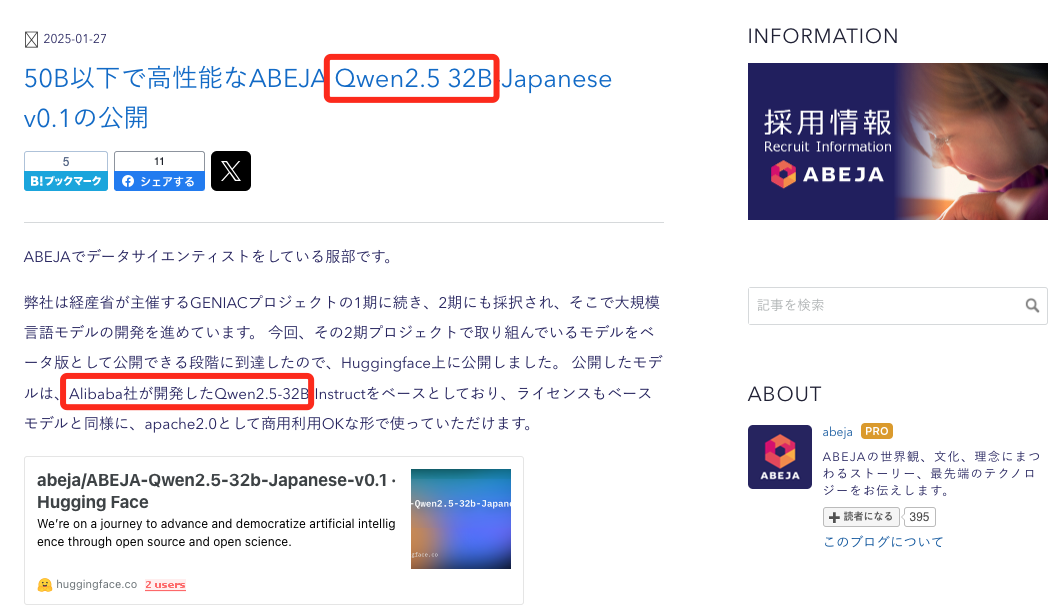 2025-01-27
50B以下で高性能なABEJA Qwen2.5 32B Japanese
v0.1の公開
5
B!ブックマーク
11
シェアする
ABEJAでデータサイエンティストをしている服部です。
弊社は経産省が主催するGENIACプロジェクトの1期に続き、2期にも採択され、そこで大規模
言語モデルの開発を進めています。 今回、その2期プロジェクトで取り組んでいるモデルをベ
ータ版として公開できる段階に到達したので、Huggingface上に公開しました。 公開したモデ
ルは、Alibaba社が開発したQwen2.5-32B Instructをベースとしており、ライセンスもベース
モデルと同様に、apache2.0として商用利用OKな形で使っていただけます。
abeja/ABEJA-Qwen2.5-32b-Japanese-v0.1 ·
Hugging Face
We're on a journey to advance and democratize artificial intellig
ence through open source and open science.
huggingface.co 2 users
-Qwen2.5-32b-Japane
gface.co
INFORMATION
採用情報
Recruit Information
ABEJA
記事を検索
ABOUT
ABEJA
abeja PRO
ABEJAの世界観、文化、理念にまつ
わるストーリー、最先端のテクノロ
ジーをお伝えします。
読者になる 395
このブログについて